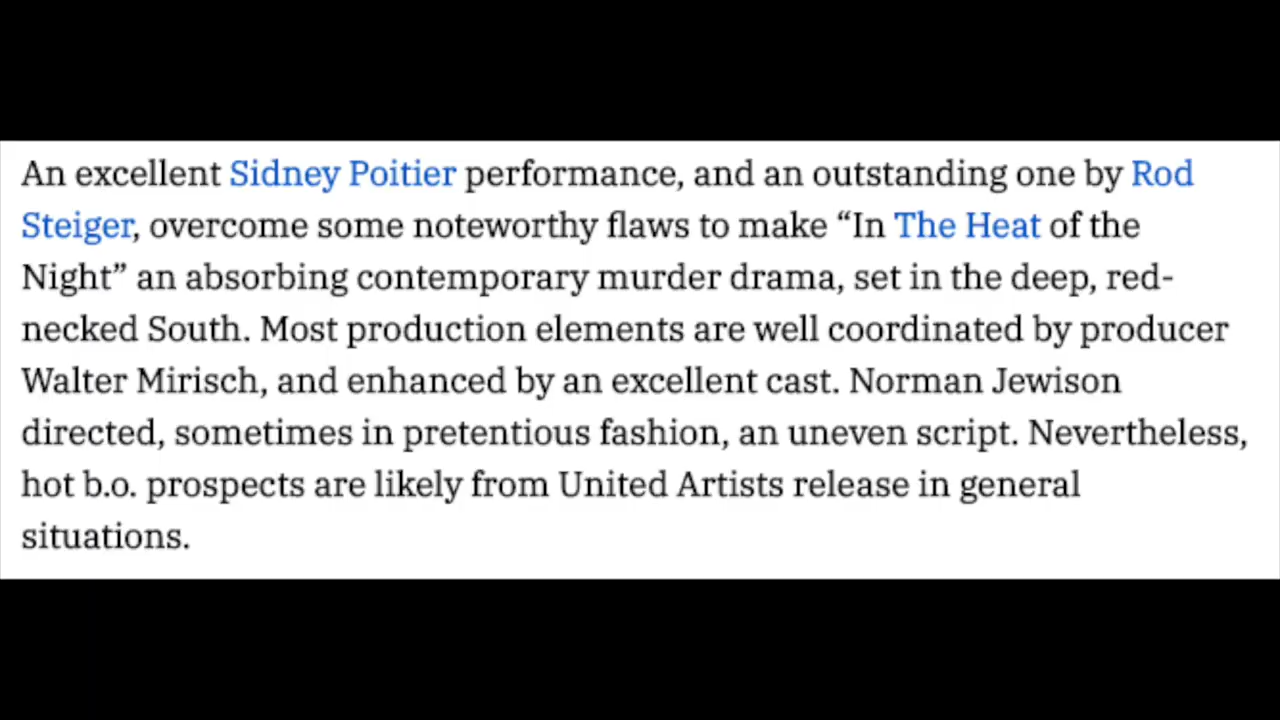 An excellent Sidney Poitier performance, and an outstanding one by Rod
Steiger, overcome some noteworthy flaws to make “In The Heat of the
Night” an absorbing contemporary murder drama, set in the deep, red-
necked South. Most production elements are well coordinated by producer
Walter Mirisch, and enhanced by an excellent cast. Norman Jewison
directed, sometimes in pretentious fashion, an uneven script. Nevertheless,
hot b.o. prospects are likely from United Artists release in general
situations.